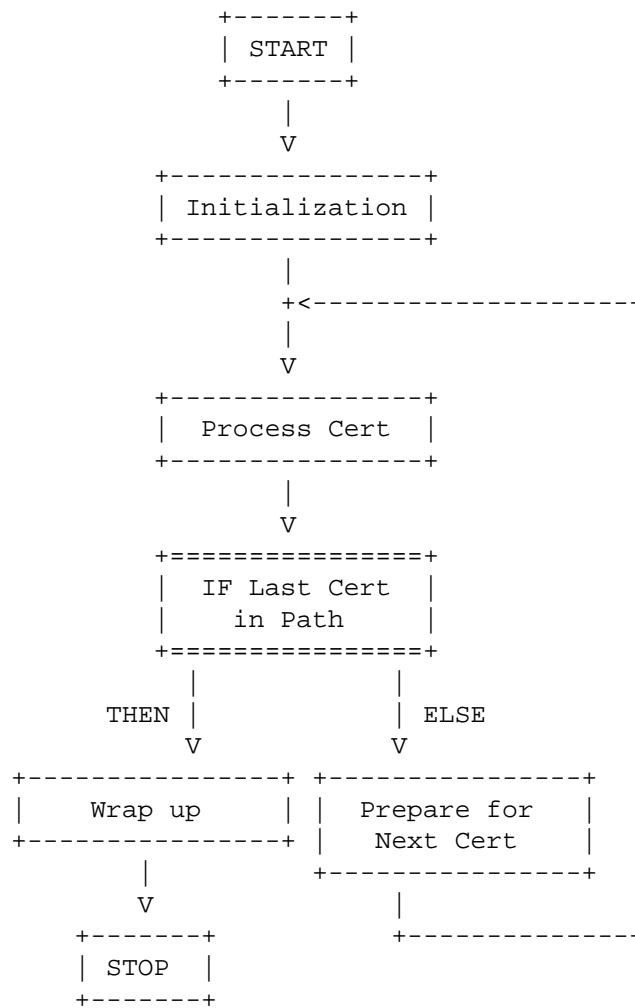 START
Initialization
Process Cert
IF Last Cert
in Path
THEN ELSE
Wrap up Prepare for
Next Cert
STOP